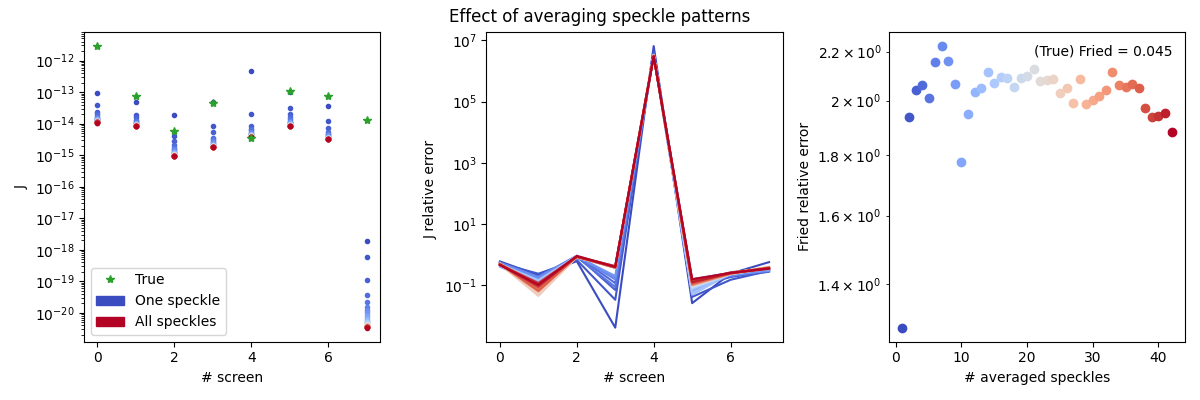 Effect of averaging speckle patterns
J
10⁻¹²
10⁻¹³
10⁻¹⁴
10⁻¹⁵
10⁻¹⁶
10⁻¹⁷
10⁻¹⁸
10⁻¹⁹
10⁻²⁰
True
One speckle
All speckles
0 2 4 6
# screen
J relative error
10⁷
10⁵
10³
10¹
10⁻¹
0 2 4 6
# screen
Fried relative error
2.2 × 10⁰
2 × 10⁰
1.8 × 10⁰
1.6 × 10⁰
1.4 × 10⁰
(True) Fried = 0.045
0 10 20 30 40
# averaged speckles